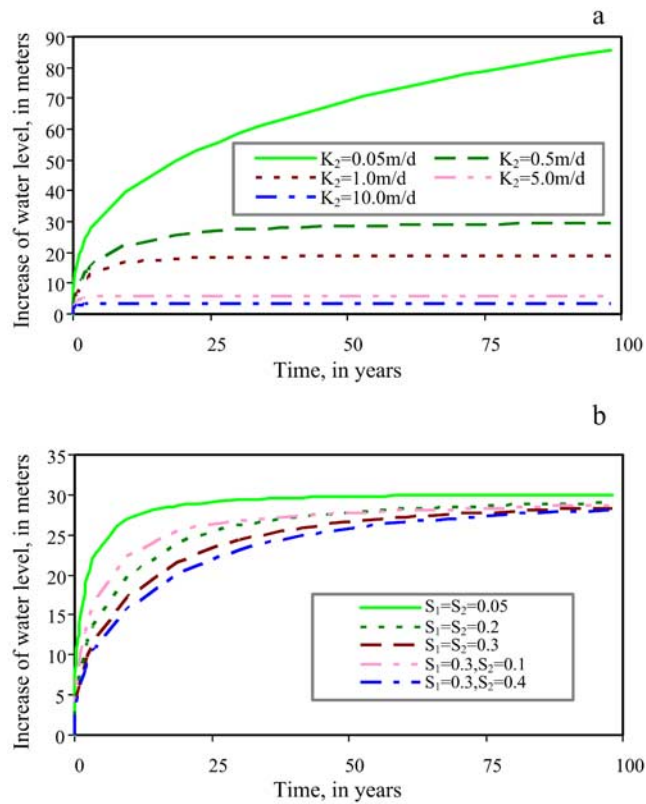 a
Increase of water level, in meters
90
80
70
60
50
40
30
20
10
0
K₂=0.05m/d K₂=0.5m/d
K₂=1.0m/d K₂=5.0m/d
K₂=10.0m/d
0 25 50 75 100
Time, in years
b
Increase of water level, in meters
35
30
25
20
15
10
5
0
S₁=S₂=0.05
S₁=S₂=0.2
S₁=S₂=0.3
S₁=0.3,S₂=0.1
S₁=0.3,S₂=0.4
0 25 50 75 100
Time, in years